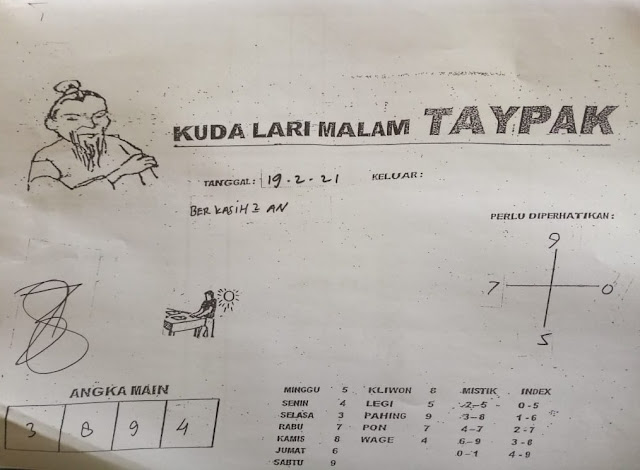 KUDA LARI MALAM TAYPAK
TANGGAL: 19-2-21 KELUAR:
BERKASIH2AN
PERLU DIPERHATIKAN:
9
7 0
5
8
ANGKA MAIN
3 8 9 4
MINGGU 5 KLIWON 8 MISTIK INDEX
SENIN 4 LEGI 5 2-5 0-5
SELASA 3 PAHING 9 3-8 1-6
RABU 7 PON 7 4-7 2-7
KAMIS 8 WAGE 4 6-9 3-8
JUMAT 6 0-1 4-9
SABTU 9